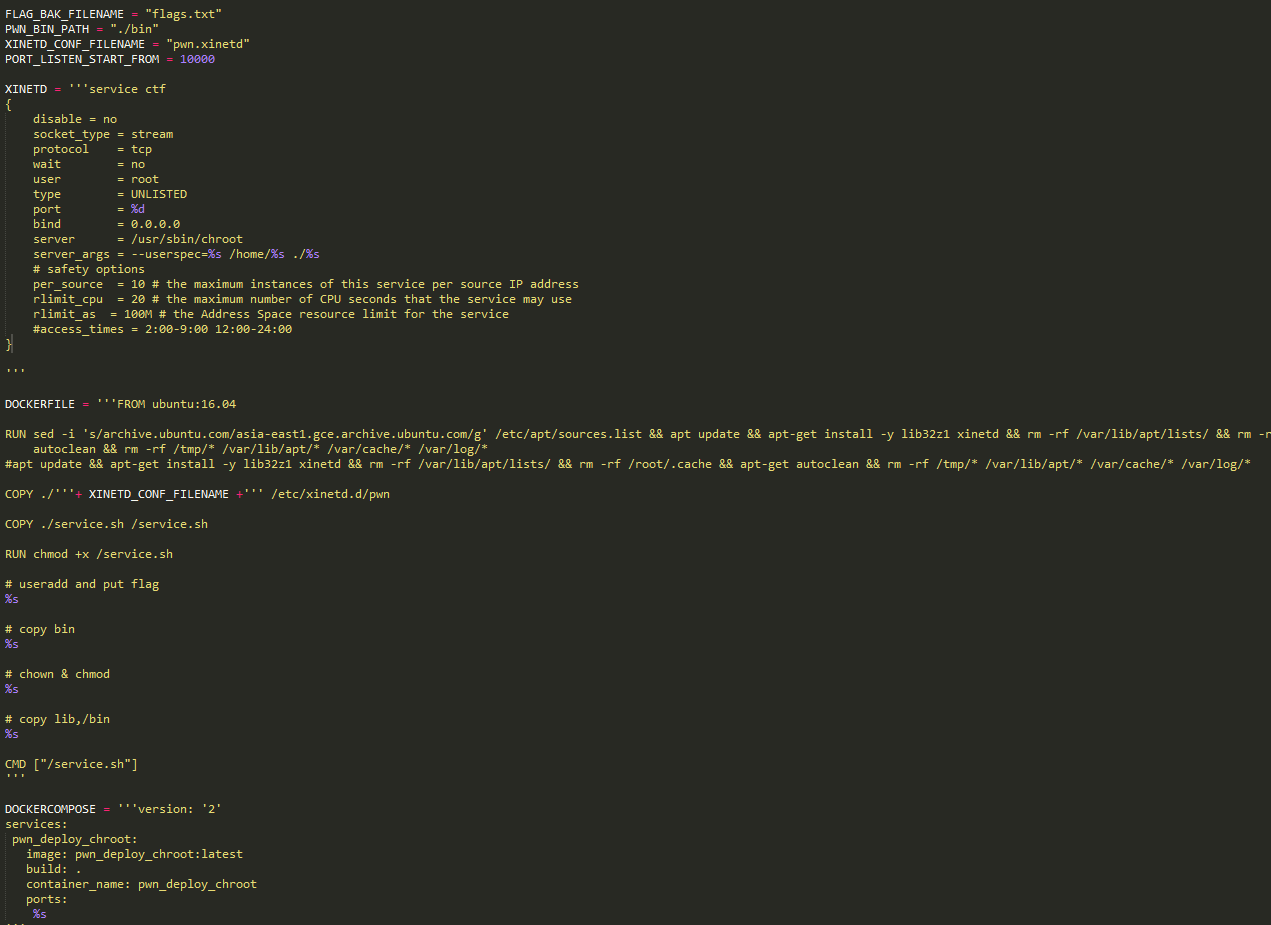 FLAG_BAK_FILENAME = "flags.txt"
PWN_BIN_PATH = "./bin"
XINETD_CONF_FILENAME = "pwn.xinetd"
PORT_LISTEN_START_FROM = 10000
XINETD = '''service ctf
{
    disable = no
    socket_type = stream
    protocol    = tcp
    wait        = no
    user        = root
    type        = UNLISTED
    port        = %d
    bind        = 0.0.0.0
    server      = /usr/sbin/chroot
    server_args = --userspec=%s /home/%s ./%s
    # safety options
    per_source  = 10 # the maximum instances of this service per source IP address
    rlimit_cpu  = 20 # the maximum number of CPU seconds that the service may use
    rlimit_as  = 100M # the Address Space resource limit for the service
    #access_times = 2:00-9:00 12:00-24:00
}
'''
DOCKERFILE = '''FROM ubuntu:16.04
RUN sed -i 's/archive.ubuntu.com/asia-east1.gce.archive.ubuntu.com/g' /etc/apt/sources.list && apt update && apt-get install -y lib32z1 xinetd && rm -rf /var/lib/apt/lists/ && rm -r
    autoclean && rm -rf /tmp/* /var/lib/apt/* /var/cache/* /var/log/*
#apt update && apt-get install -y lib32z1 xinetd && rm -rf /var/lib/apt/lists/ && rm -rf /root/.cache && apt-get autoclean && rm -rf /tmp/* /var/lib/apt/* /var/cache/* /var/log/*
COPY ./'''+ XINETD_CONF_FILENAME +''' /etc/xinetd.d/pwn
COPY ./service.sh /service.sh
RUN chmod +x /service.sh
# useradd and put flag
%s
# copy bin
%s
# chown & chmod
%s
# copy lib,/bin
%s
CMD ["/service.sh"]
'''
DOCKERCOMPOSE = '''version: '2'
services:
 pwn_deploy_chroot:
   image: pwn_deploy_chroot:latest
   build: .
   container_name: pwn_deploy_chroot
   ports:
    %s
'''